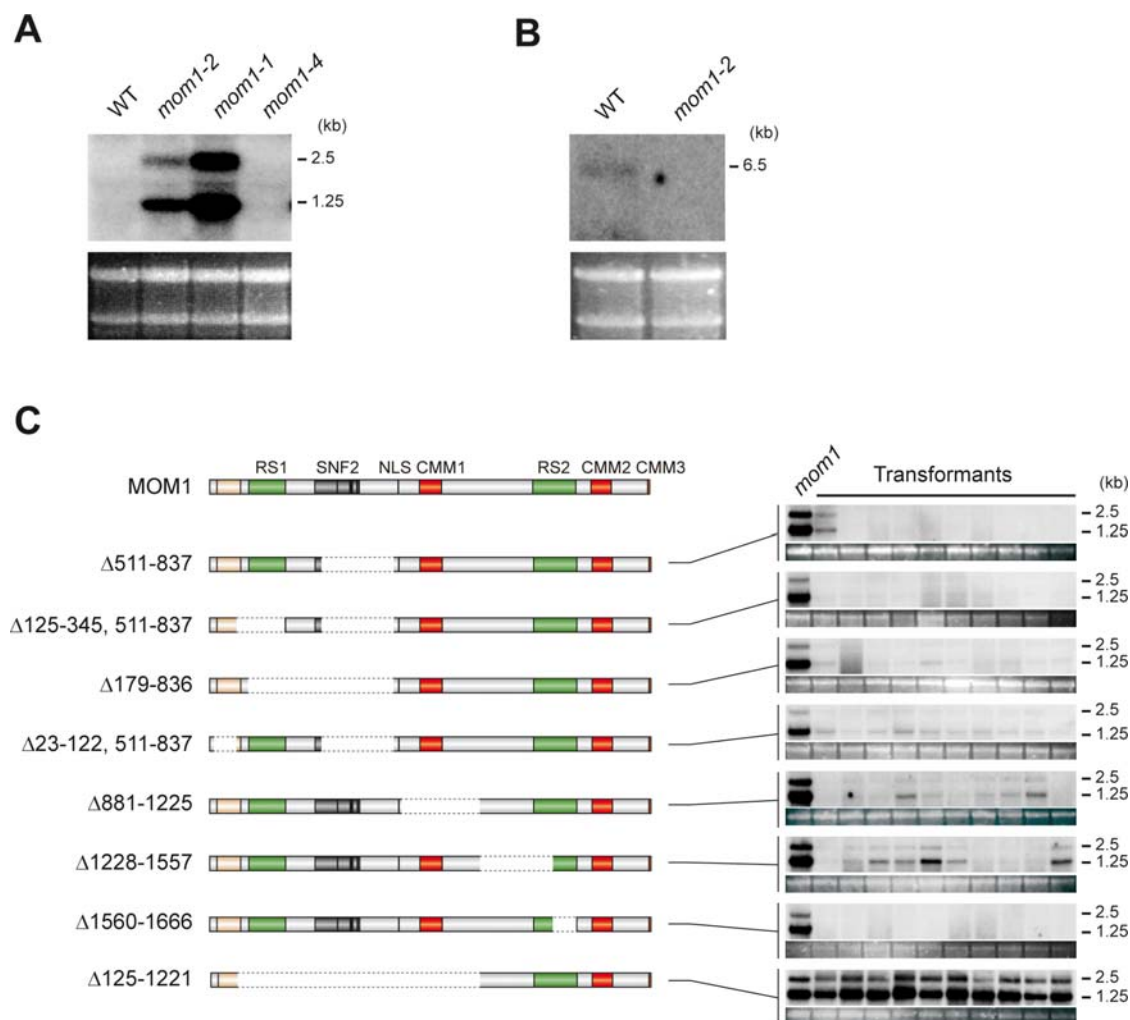 A
WT mom1-2 mom1-1 mom1-4
(kb)
2.5
1.25
B
WT mom1-2
(kb)
6.5
C
RS1 SNF2 NLS CMM1 RS2 CMM2 CMM3
MOM1
mom1 Transformants (kb)
2.5
1.25
Δ511-837
2.5
1.25
Δ125-345, 511-837
2.5
1.25
Δ179-836
2.5
1.25
Δ23-122, 511-837
2.5
1.25
Δ881-1225
2.5
1.25
Δ1228-1557
2.5
1.25
Δ1560-1666
2.5
1.25
Δ125-1221